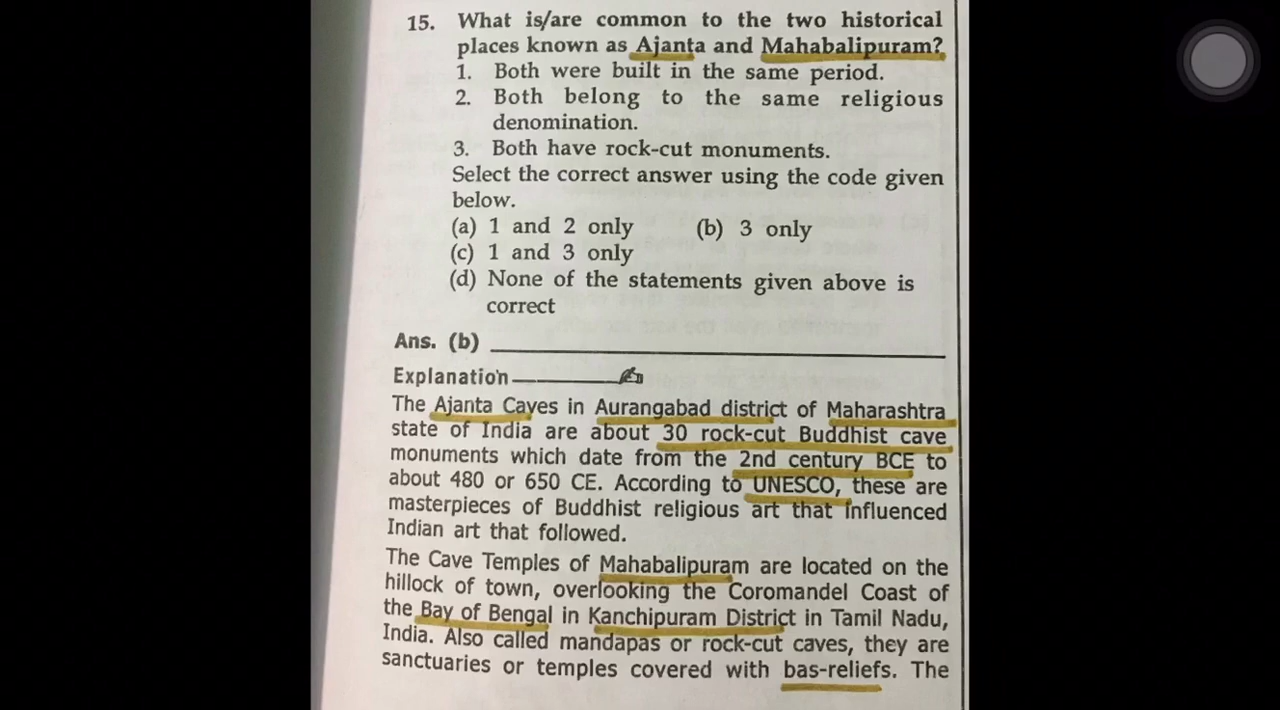 15. What is/are common to the two historical
places known as Ajanta and Mahabalipuram?
1. Both were built in the same period.
2. Both belong to the same religious
denomination.
3. Both have rock-cut monuments.
Select the correct answer using the code given
below.
(a) 1 and 2 only (b) 3 only
(c) 1 and 3 only
(d) None of the statements given above is
correct
Ans. (b)
Explanation
The Ajanta Caves in Aurangabad district of Maharashtra
state of India are about 30 rock-cut Buddhist cave
monuments which date from the 2nd century BCE to
about 480 or 650 CE. According to UNESCO, these are
masterpieces of Buddhist religious art that influenced
Indian art that followed.
The Cave Temples of Mahabalipuram are located on the
hillock of town, overlooking the Coromandel Coast of
the Bay of Bengal in Kanchipuram District in Tamil Nadu,
India. Also called mandapas or rock-cut caves, they are
sanctuaries or temples covered with bas-reliefs. The